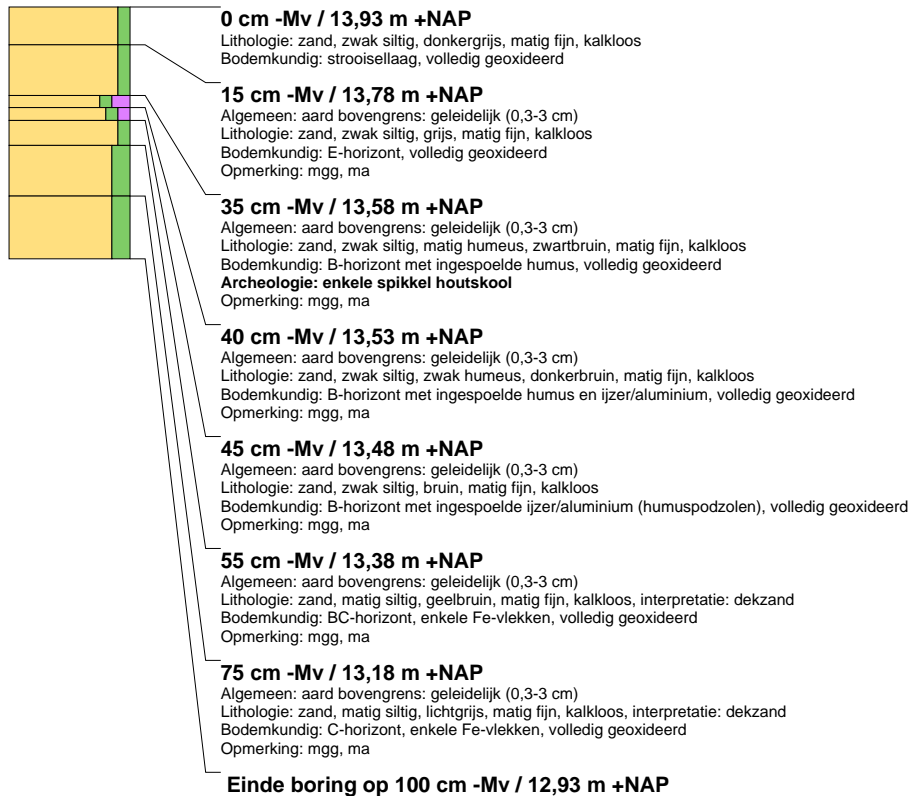 0 cm -Mv / 13,93 m +NAP
Lithologie: zand, zwak siltig, donkergrijs, matig fijn, kalkloos
Bodemkundig: strooisellaag, volledig geoxideerd
15 cm -Mv / 13,78 m +NAP
Algemeen: aard bovengrens: geleidelijk (0,3-3 cm)
Lithologie: zand, zwak siltig, grijs, matig fijn, kalkloos
Bodemkundig: E-horizont, volledig geoxideerd
Opmerking: mgg, ma
35 cm -Mv / 13,58 m +NAP
Algemeen: aard bovengrens: geleidelijk (0,3-3 cm)
Lithologie: zand, zwak siltig, matig humeus, zwartbruin, matig fijn, kalkloos
Bodemkundig: B-horizont met ingespoelde humus, volledig geoxideerd
Archeologie: enkele spikkel houtskool
Opmerking: mgg, ma
40 cm -Mv / 13,53 m +NAP
Algemeen: aard bovengrens: geleidelijk (0,3-3 cm)
Lithologie: zand, zwak siltig, zwak humeus, donkerbruin, matig fijn, kalkloos
Bodemkundig: B-horizont met ingespoelde humus en ijzer/aluminium, volledig geoxideerd
Opmerking: mgg, ma
45 cm -Mv / 13,48 m +NAP
Algemeen: aard bovengrens: geleidelijk (0,3-3 cm)
Lithologie: zand, zwak siltig, bruin, matig fijn, kalkloos
Bodemkundig: B-horizont met ingespoelde ijzer/aluminium (humuspodzolen), volledig geoxideerd
Opmerking: mgg, ma
55 cm -Mv / 13,38 m +NAP
Algemeen: aard bovengrens: geleidelijk (0,3-3 cm)
Lithologie: zand, matig siltig, geelbruin, matig fijn, kalkloos, interpretatie: dekzand
Bodemkundig: BC-horizont, enkele Fe-vlekken, volledig geoxideerd
Opmerking: mgg, ma
75 cm -Mv / 13,18 m +NAP
Algemeen: aard bovengrens: geleidelijk (0,3-3 cm)
Lithologie: zand, matig siltig, lichtgrijs, matig fijn, kalkloos, interpretatie: dekzand
Bodemkundig: C-horizont, enkele Fe-vlekken, volledig geoxideerd
Opmerking: mgg, ma
Einde boring op 100 cm -Mv / 12,93 m +NAP